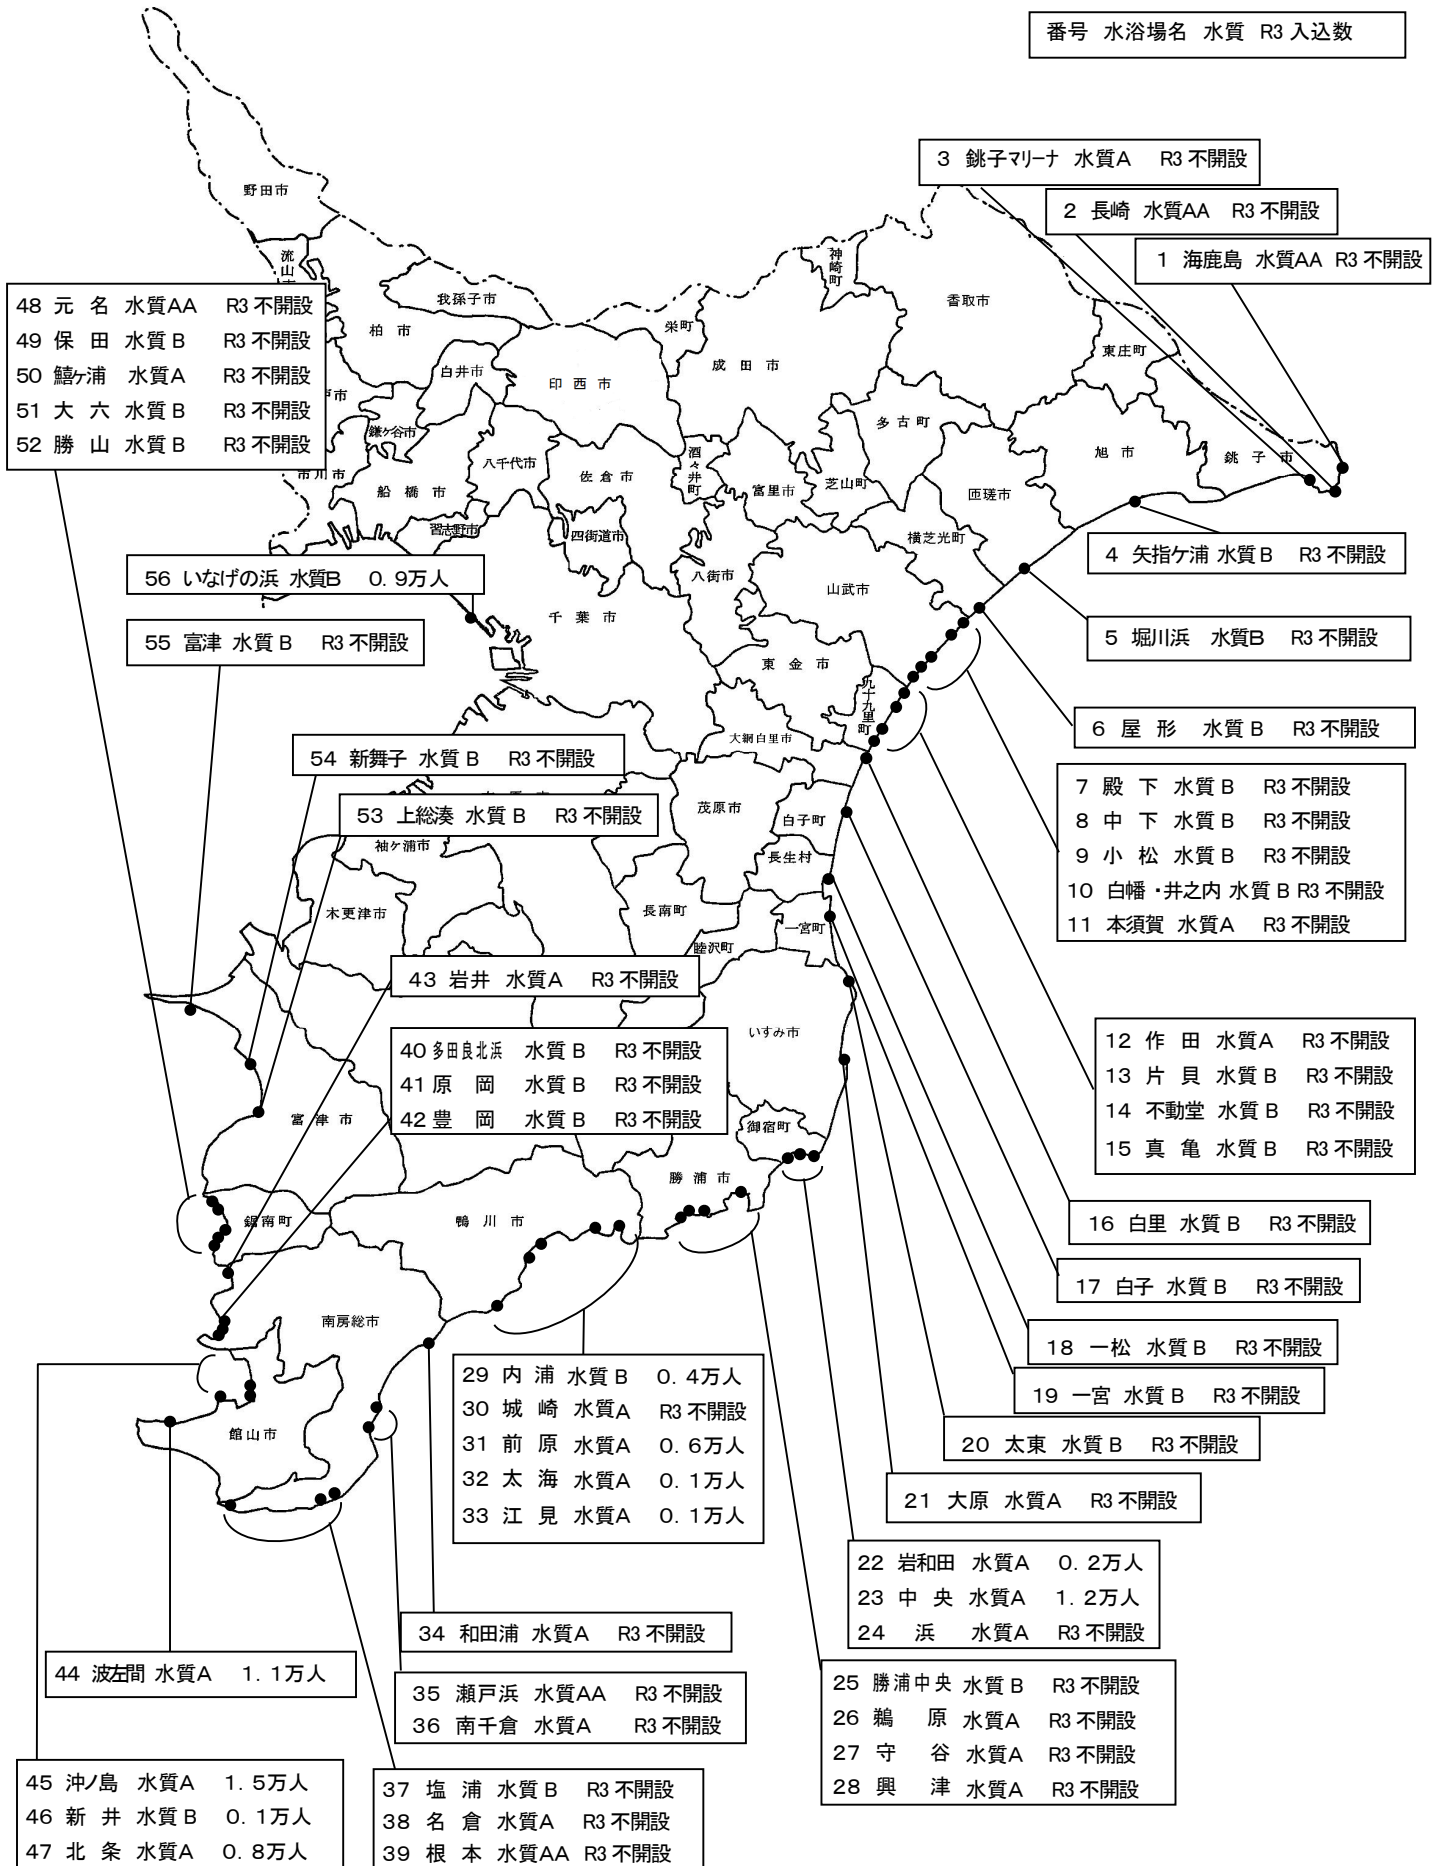 番号 水浴場名 水質 R3 入込数
3 銚子マリーナ 水質A R3 不開設
2 長崎 水質AA R3 不開設
1 海鹿島 水質AA R3 不開設
野田市
流山
神崎町
香取市
我孫子市
栄町
柏市
東庄町
成田市
白井市
印西市
48 元名 水質AA R3 不開設
49 保田 水質B R3 不開設
50 鱚ケ浦 水質A R3 不開設
51 大六 水質B R3 不開設
52 勝山 水質B R3 不開設
多古町
鎌ケ谷市
旭市
銚子市
八千代市
酒々井町
市川市
船橋市
佐倉市
富里市
芝山町
匝瑳市
習志野市
四街道市
横芝光町
4 矢指ケ浦 水質B R3 不開設
56 いなげの浜 水質B 0.9万人
八街市
山武市
千葉市
5 堀川浜 水質B R3 不開設
55 富津 水質B R3 不開設
東金市
九十九里町
6 屋形 水質B R3 不開設
大網白里市
54 新舞子 水質B R3 不開設
7 殿下 水質B R3 不開設
8 中下 水質B R3 不開設
9 小松 水質B R3 不開設
10 白幡・井之内 水質B R3 不開設
11 本須賀 水質A R3 不開設
53 上総湊 水質B R3 不開設
茂原市
白子町
袖ケ浦市
長生村
木更津市
長南町
一宮町
睦沢町
43 岩井 水質A R3 不開設
いすみ市
12 作田 水質A R3 不開設
13 片貝 水質B R3 不開設
14 不動堂 水質B R3 不開設
15 真亀 水質B R3 不開設
40 多田良北浜 水質B R3 不開設
41 原岡 水質B R3 不開設
42 豊岡 水質B R3 不開設
富津市
御宿町
勝浦市
鋸南町
鴨川市
16 白里 水質B R3 不開設
17 白子 水質B R3 不開設
南房総市
18 一松 水質B R3 不開設
19 一宮 水質B R3 不開設
29 内浦 水質B 0.4万人
30 城崎 水質A R3 不開設
31 前原 水質A 0.6万人
32 太海 水質A 0.1万人
33 江見 水質A 0.1万人
館山市
20 太東 水質B R3 不開設
21 大原 水質A R3 不開設
22 岩和田 水質A 0.2万人
23 中央 水質A 1.2万人
24 浜 水質A R3 不開設
34 和田浦 水質A R3 不開設
44 波左間 水質A 1.1万人
35 瀬戸浜 水質AA R3 不開設
36 南千倉 水質A R3 不開設
25 勝浦中央 水質B R3 不開設
26 鵜原 水質A R3 不開設
27 守谷 水質A R3 不開設
28 興津 水質A R3 不開設
45 沖ノ島 水質A 1.5万人
46 新井 水質B 0.1万人
47 北条 水質A 0.8万人
37 塩浦 水質B R3 不開設
38 名倉 水質A R3 不開設
39 根本 水質AA R3 不開設